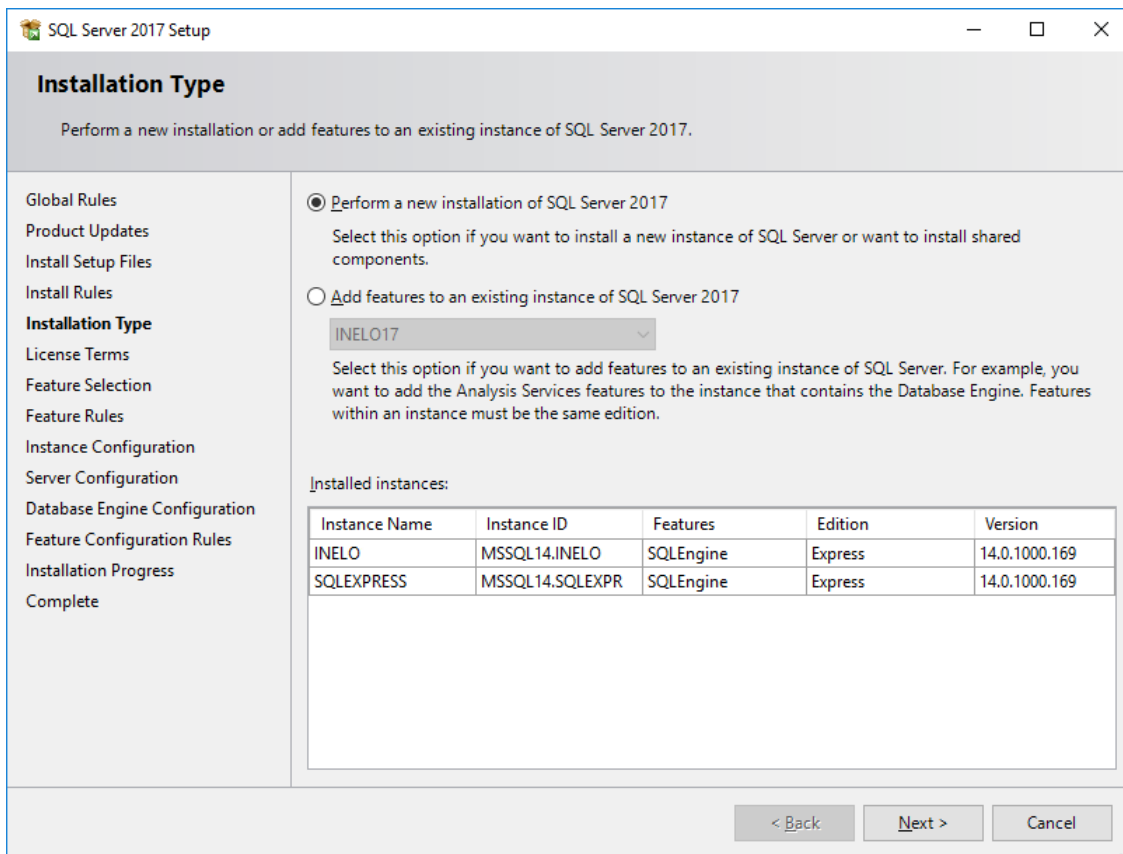 SQL Server 2017 Setup
Installation Type
Perform a new installation or add features to an existing instance of SQL Server 2017.
Global Rules
Product Updates
Install Setup Files
Install Rules
Installation Type
License Terms
Feature Selection
Feature Rules
Instance Configuration
Server Configuration
Database Engine Configuration
Feature Configuration Rules
Installation Progress
Complete
Perform a new installation of SQL Server 2017
Select this option if you want to install a new instance of SQL Server or want to install shared
components.
Add features to an existing instance of SQL Server 2017
INELO17
Select this option if you want to add features to an existing instance of SQL Server. For example, you
want to add the Analysis Services features to the instance that contains the Database Engine. Features
within an instance must be the same edition.
Installed instances:
Instance Name Instance ID Features Edition Version
INELO MSSQL14.INELO SQLEngine Express 14.0.1000.169
SQLEXPRESS MSSQL14.SQLEXPR SQLEngine Express 14.0.1000.169
< Back Next > Cancel